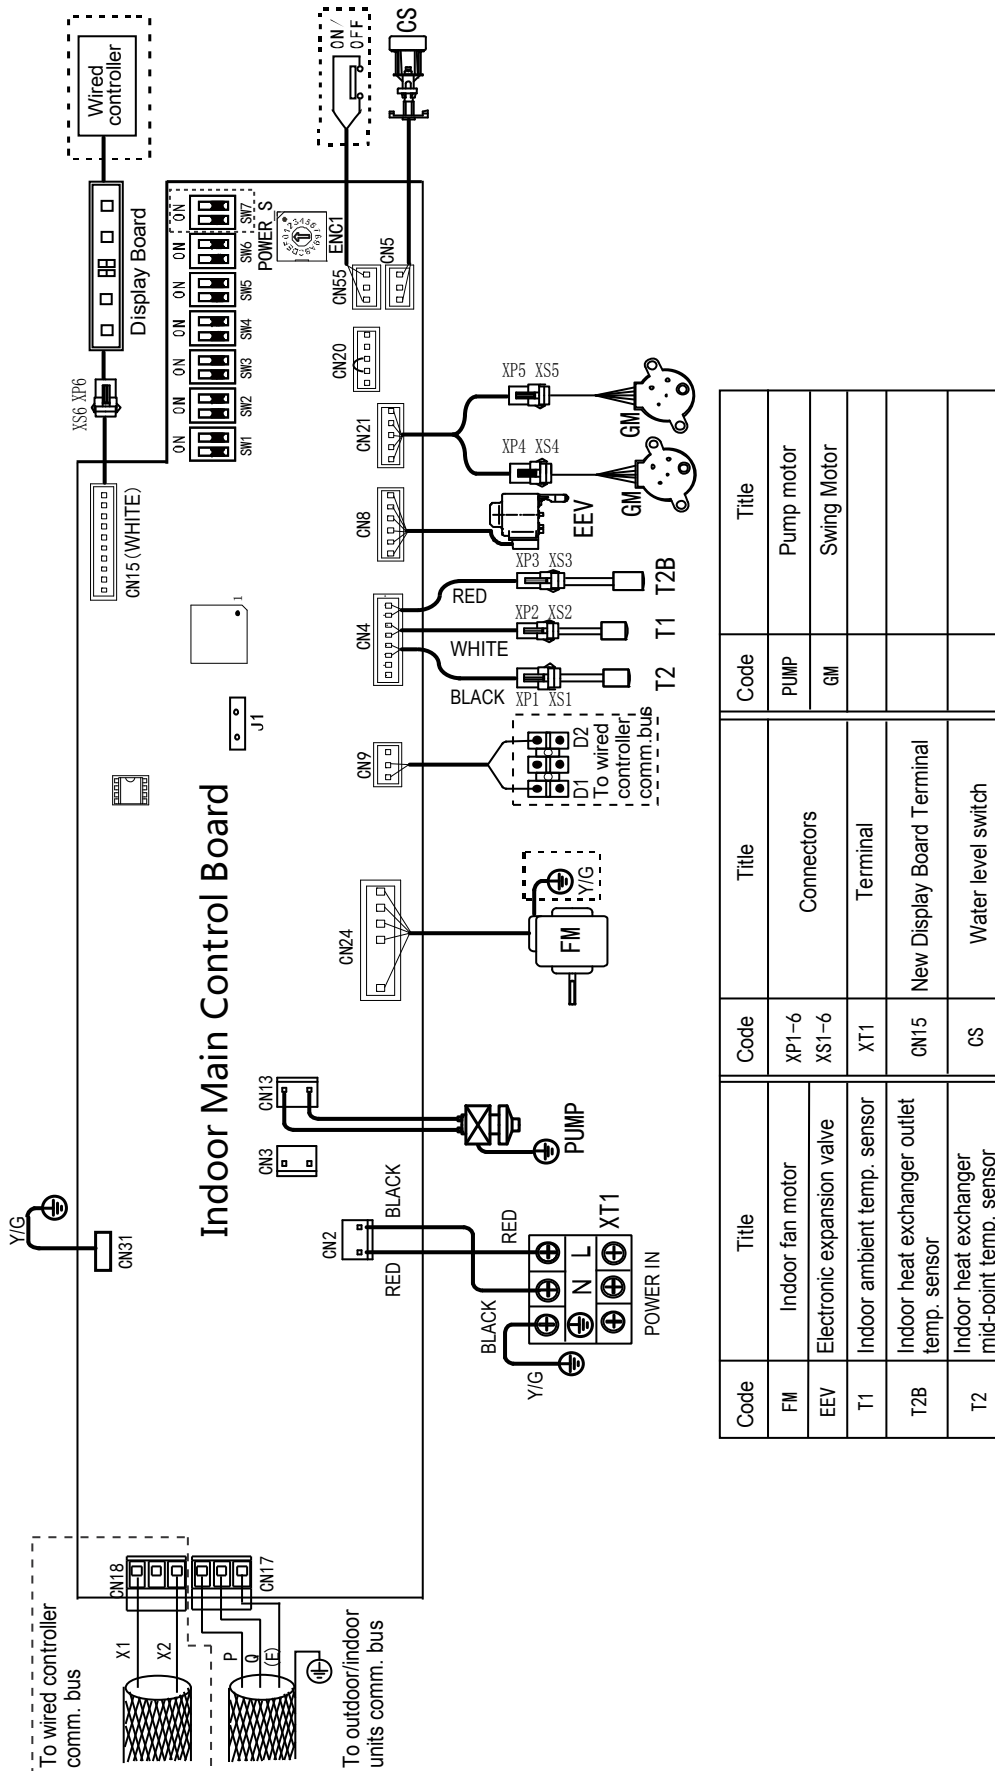 To wired controller
comm. bus
X1
X2
CN18
P
Q
(E)
CN17
To outdoor/indoor
units comm. bus
Y/G
CN31
Indoor Main Control Board
J1
1
CN15(WHITE)
XS6 XP6
Display Board
Wired
controller
ON
ON
ON
ON
ON
ON
ON
SW1
SW2
SW3
SW4
SW5
SW6
SW7
POWER_S
0123456789ABCDEF
ENC1
ON/
OFF
CS
CN55
CN5
CN20
CN21
XP5 XS5
XP4 XS4
GM
GM
CN8
EEV
CN4
RED
WHITE
BLACK
XP3 XS3
XP2 XS2
XP1 XS1
T2B
T1
T2
CN9
D1
D2
To wired
controller
comm.bus
CN24
FM
Y/G
CN13
CN3
PUMP
CN2
RED
BLACK
RED
BLACK
Y/G
L
N
XT1
POWER IN
Code Title Code Title Code Title
FM Indoor fan motor XP1-6 Connectors PUMP Pump motor
EEV Electronic expansion valve XS1-6 GM Swing Motor
T1 Indoor ambient temp. sensor XT1 Terminal
T2B Indoor heat exchanger outlet
temp. sensor CN15 New Display Board Terminal
T2 Indoor heat exchanger
mid-point temp. sensor CS Water level switch